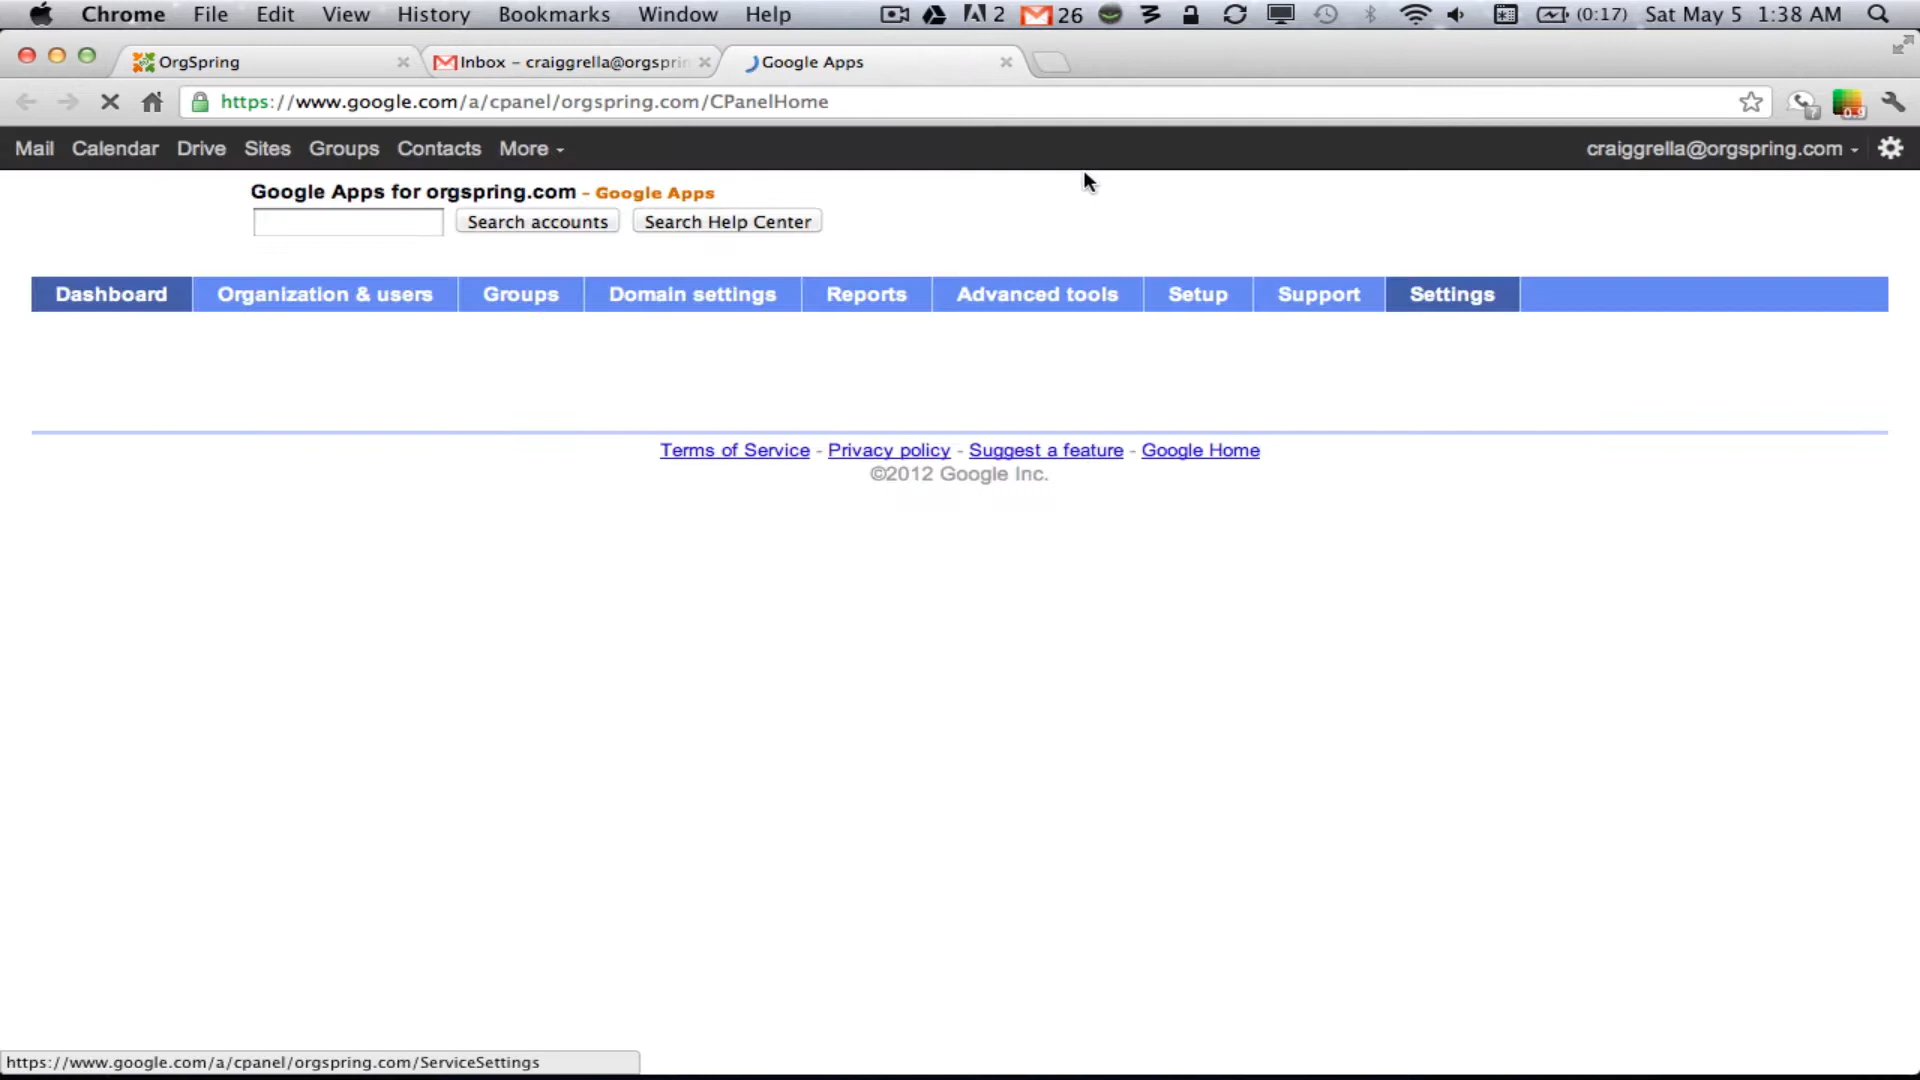 Chrome File Edit View History Bookmarks Window Help 2 26 (0:17) Sat May 5 1:38 AM
OrgSpring Inbox – craiggrella@orgsprin Google Apps
https://www.google.com/a/cpanel/orgspring.com/CPanelHome
7 0.9
Mail Calendar Drive Sites Groups Contacts More craiggrella@orgspring.com
Google Apps for orgspring.com - Google Apps
Search accounts Search Help Center
Dashboard Organization & users Groups Domain settings Reports Advanced tools Setup Support Settings
Terms of Service - Privacy policy - Suggest a feature - Google Home
©2012 Google Inc.
https://www.google.com/a/cpanel/orgspring.com/ServiceSettings